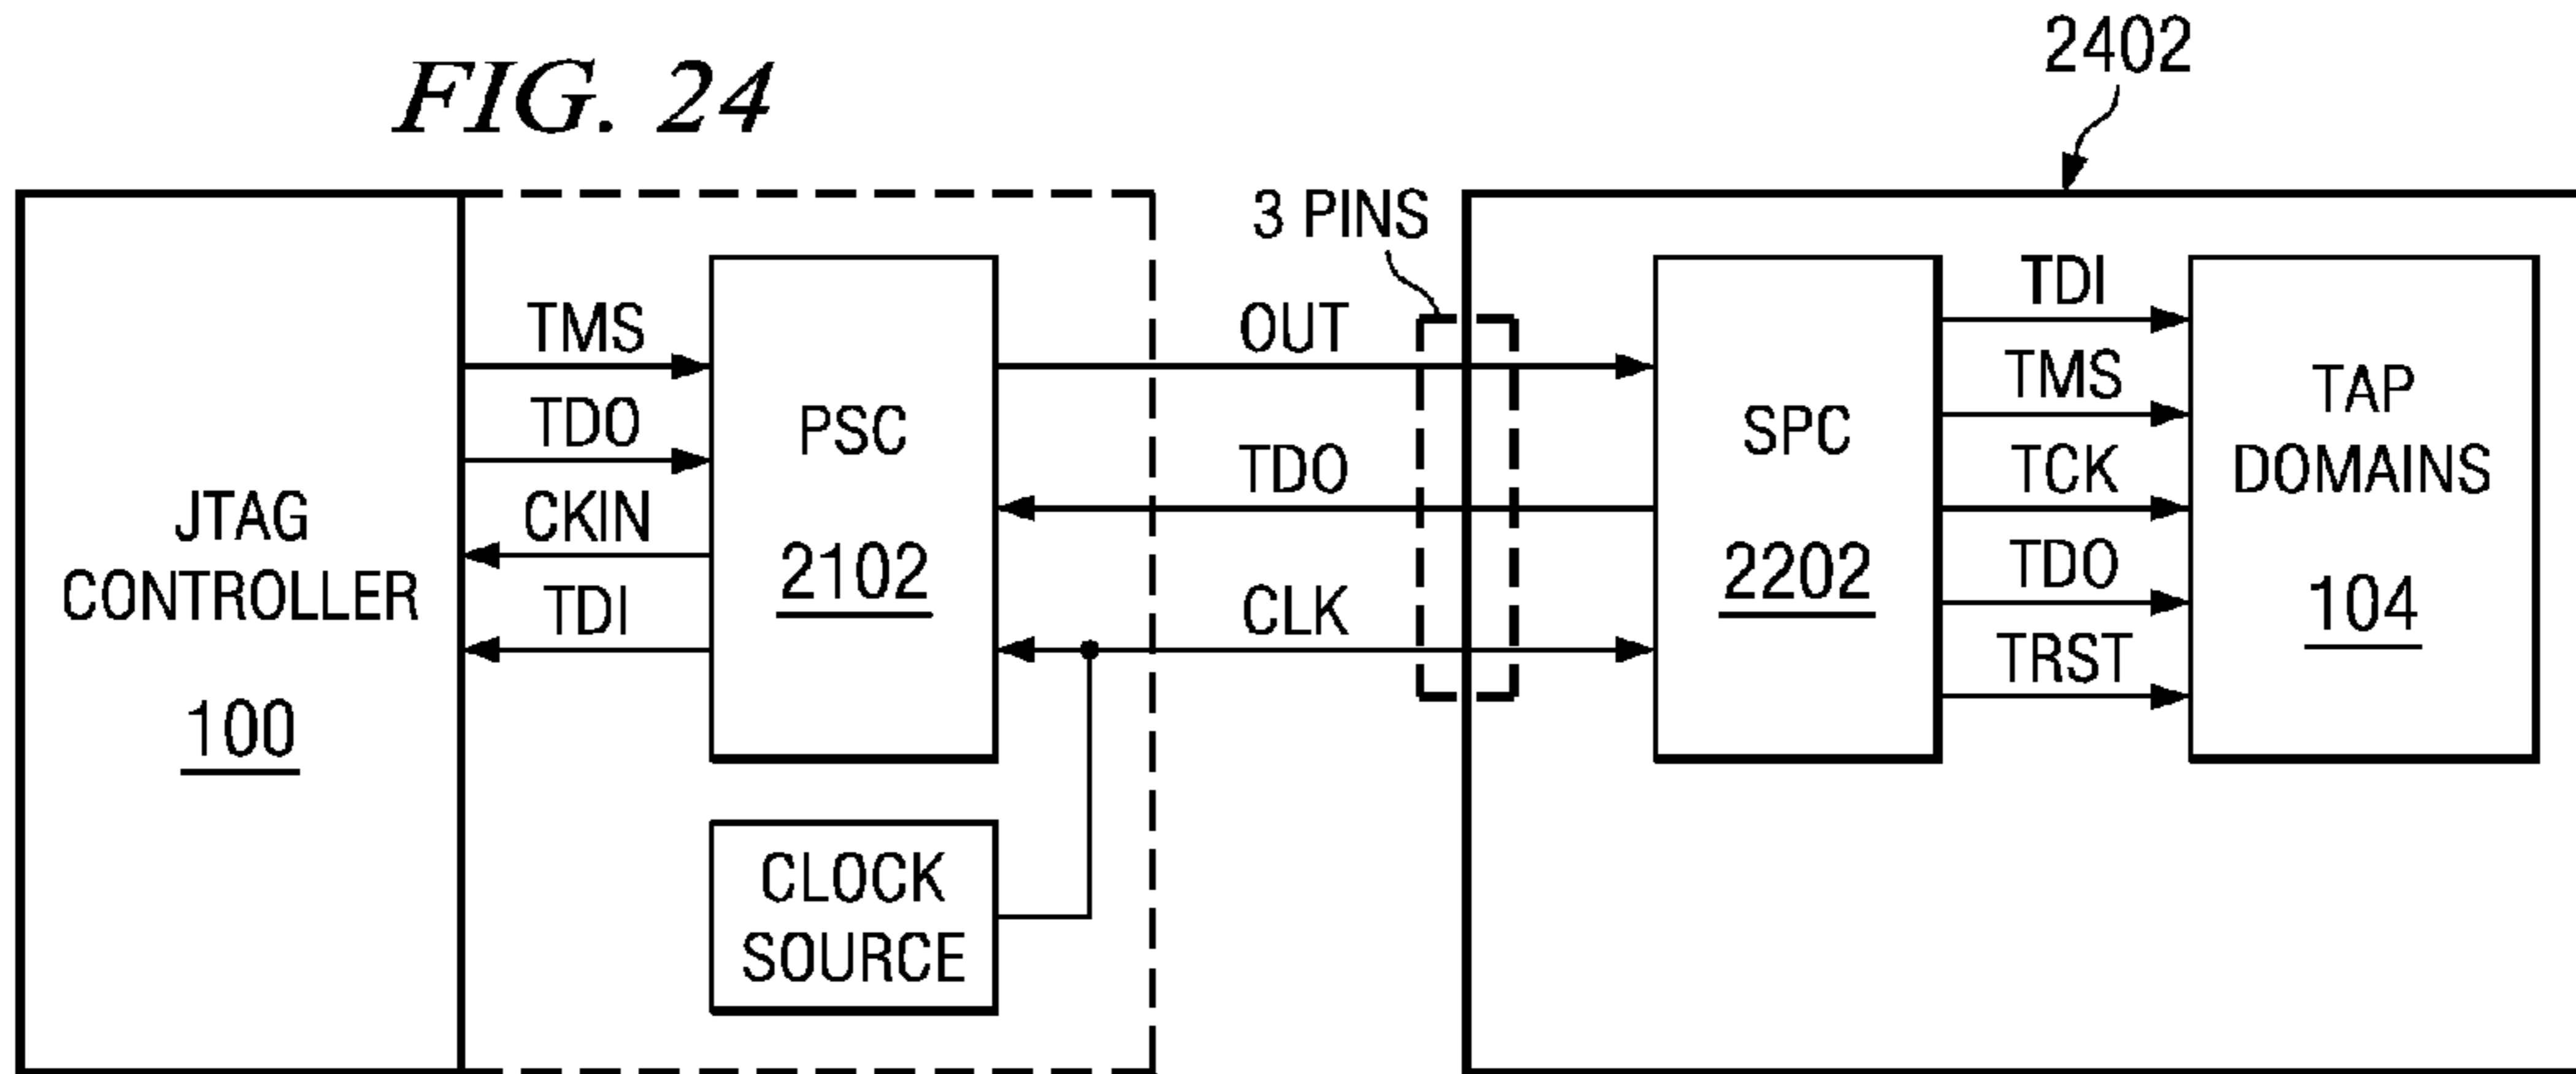 FIG. 24
2402
3 PINS
JTAG
CONTROLLER
100
TMS
TDO
CKIN
TDI
PSC
2102
CLOCK
SOURCE
OUT
TDO
CLK
SPC
2202
TDI
TMS
TCK
TDO
TRST
TAP
DOMAINS
104